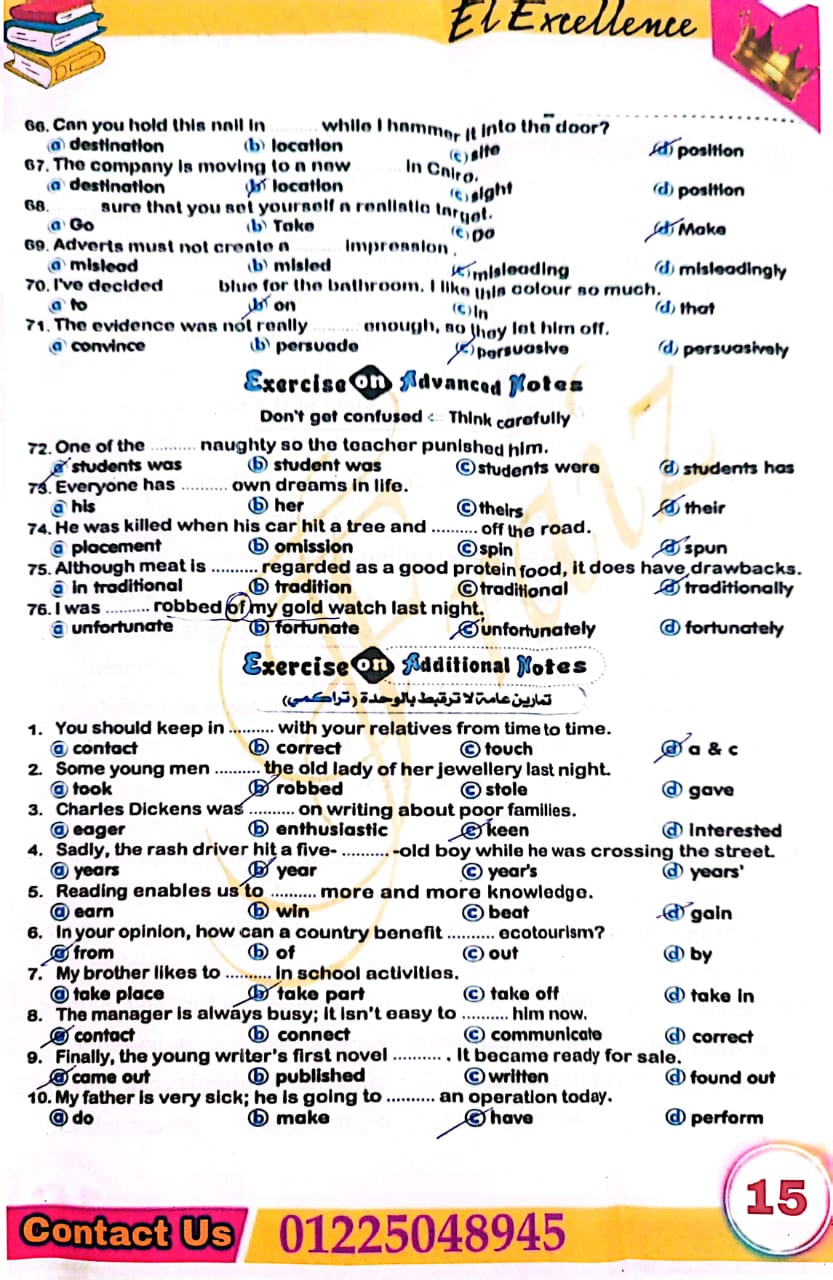 El Excellence
66. Can you hold this nail in ........ while I hammer it into the door?
ⓐ destination ⓑ location ⓒ site ⓓ position
67. The company is moving to a new ........ in Cairo.
ⓐ destination ⓑ location ⓒ sight ⓓ position
68. ........ sure that you set yourself a realistic target.
ⓐ Go ⓑ Take ⓒ Do ⓓ Make
69. Adverts must not create a ........ impression.
ⓐ mislead ⓑ misled ⓒ misleading ⓓ misleadingly
70. I've decided ........ blue for the bathroom. I like this colour so much.
ⓐ to ⓑ on ⓒ in ⓓ that
71. The evidence was not really ........ enough, so they let him off.
ⓐ convince ⓑ persuade ⓒ persuasive ⓓ persuasively
Exercise on Advanced Notes
Don't get confused ⇐ Think carefully
72. One of the ......... naughty so the teacher punished him.
ⓐ students was ⓑ student was ⓒ students were ⓓ students has
73. Everyone has .......... own dreams in life.
ⓐ his ⓑ her ⓒ theirs ⓓ their
74. He was killed when his car hit a tree and .......... off the road.
ⓐ placement ⓑ omission ⓒ spin ⓓ spun
75. Although meat is .......... regarded as a good protein food, it does have drawbacks.
ⓐ in traditional ⓑ tradition ⓒ traditional ⓓ traditionally
76. I was .......... robbed of my gold watch last night.
ⓐ unfortunate ⓑ fortunate ⓒ unfortunately ⓓ fortunately
Exercise on Additional Notes
تمارين عامة لا ترتبط بالوحدة (تراكمي)
1. You should keep in .......... with your relatives from time to time.
ⓐ contact ⓑ correct ⓒ touch ⓓ a & c
2. Some young men .......... the old lady of her jewellery last night.
ⓐ took ⓑ robbed ⓒ stole ⓓ gave
3. Charles Dickens was .......... on writing about poor families.
ⓐ eager ⓑ enthusiastic ⓒ keen ⓓ interested
4. Sadly, the rash driver hit a five- .......... -old boy while he was crossing the street.
ⓐ years ⓑ year ⓒ year's ⓓ years'
5. Reading enables us to .......... more and more knowledge.
ⓐ earn ⓑ win ⓒ beat ⓓ gain
6. In your opinion, how can a country benefit .......... ecotourism?
ⓐ from ⓑ of ⓒ out ⓓ by
7. My brother likes to .......... in school activities.
ⓐ take place ⓑ take part ⓒ take off ⓓ take in
8. The manager is always busy; it isn't easy to .......... him now.
ⓐ contact ⓑ connect ⓒ communicate ⓓ correct
9. Finally, the young writer's first novel .......... . It became ready for sale.
ⓐ came out ⓑ published ⓒ written ⓓ found out
10. My father is very sick; he is going to .......... an operation today.
ⓐ do ⓑ make ⓒ have ⓓ perform
15
Contact Us 01225048945